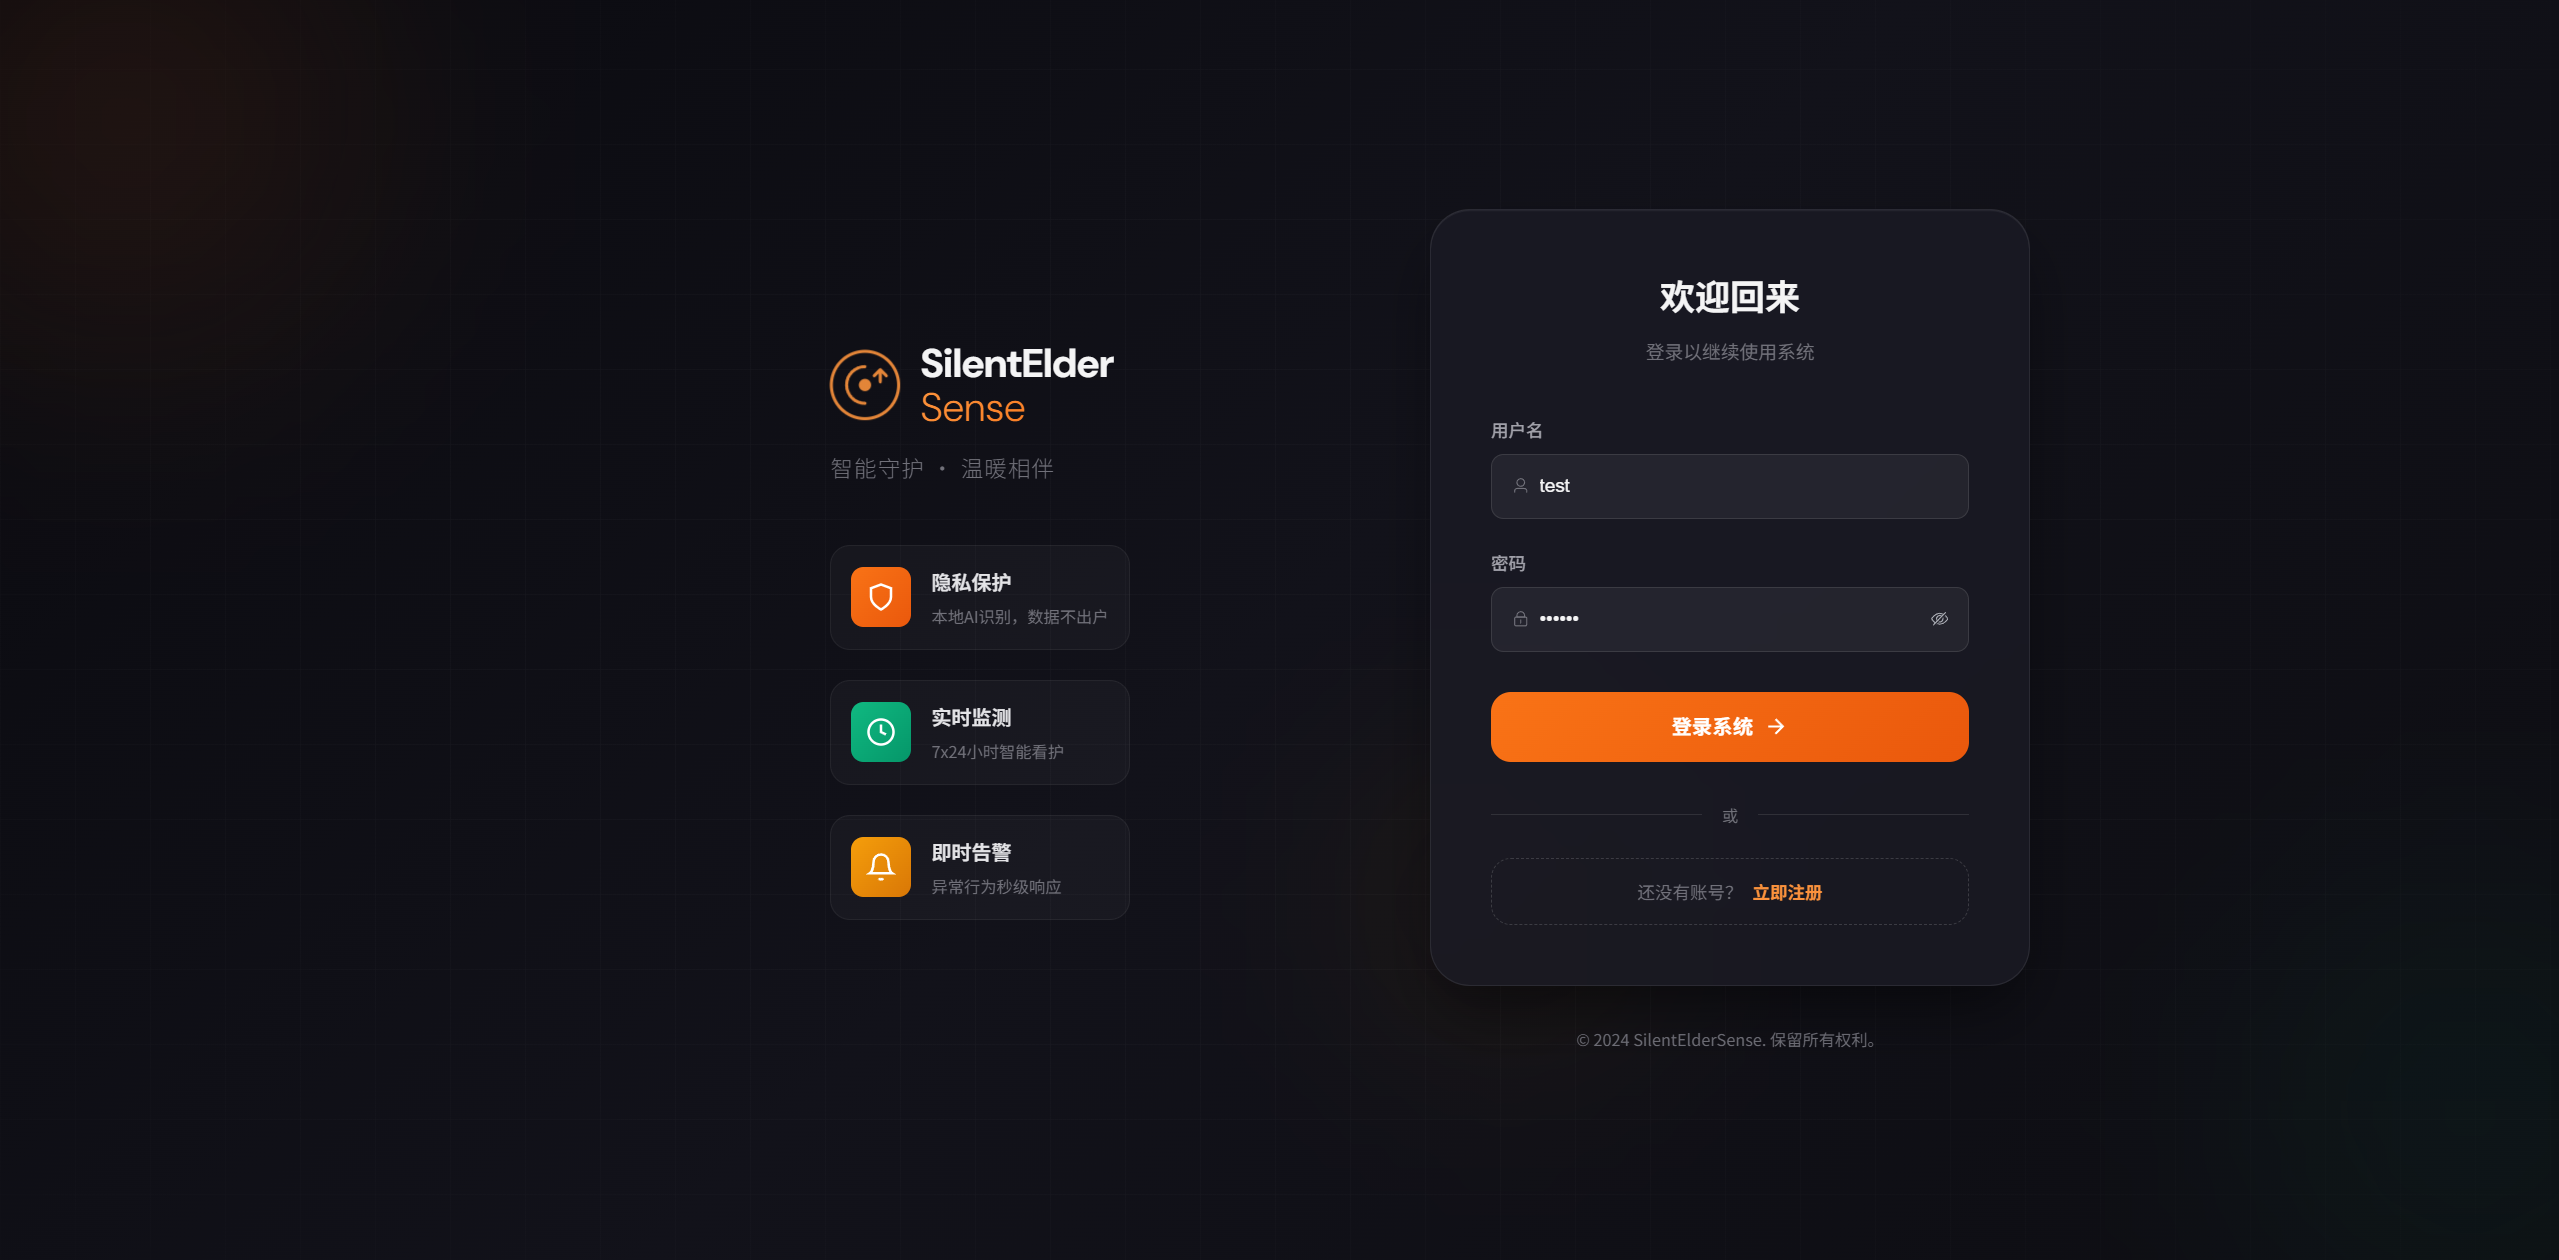 SilentElder
Sense
智能守护 · 温暖相伴
隐私保护
本地AI识别，数据不出户
实时监测
7x24小时智能看护
即时告警
异常行为秒级响应
欢迎回来
登录以继续使用系统
用户名
test
密码
••••••
登录系统 →
或
还没有账号？ 立即注册
© 2024 SilentElderSense. 保留所有权利。